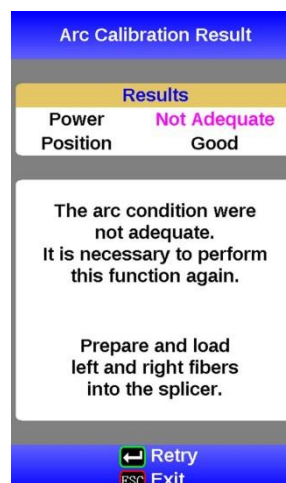 Arc Calibration Result
Results
Power Not Adequate
Position Good
The arc condition were
not adequate.
It is necessary to perform
this function again.
Prepare and load
left and right fibers
into the splicer.
Retry
ESC Exit